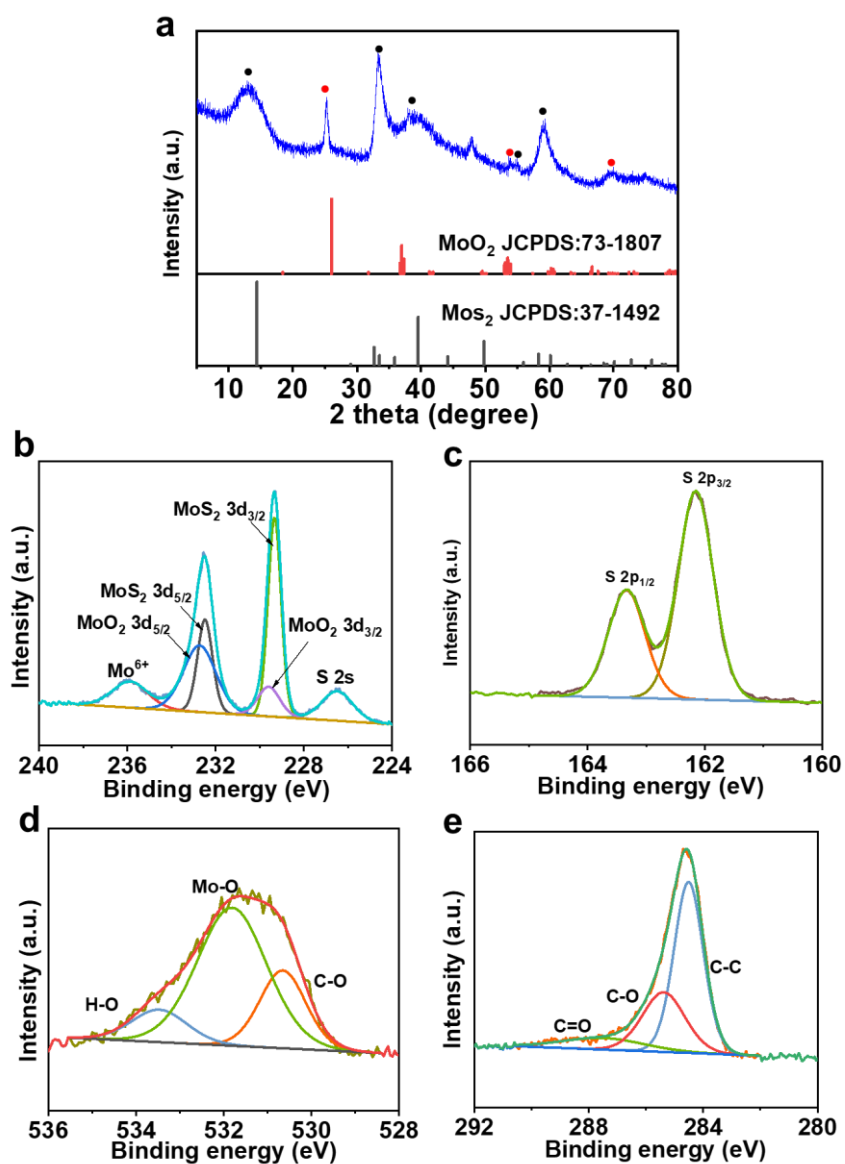 a
Intensity (a.u.)
MoO₂ JCPDS:73-1807
Mos₂ JCPDS:37-1492
10 20 30 40 50 60 70 80
2 theta (degree)
b
Intensity (a.u.)
MoS₂ 3d₃/₂
MoS₂ 3d₅/₂
MoO₂ 3d₅/₂
MoO₂ 3d₃/₂
Mo⁶⁺
S 2s
240 236 232 228 224
Binding energy (eV)
c
Intensity (a.u.)
S 2p₃/₂
S 2p₁/₂
166 164 162 160
Binding energy (eV)
d
Intensity (a.u.)
Mo-O
C-O
H-O
536 534 532 530 528
Binding energy (eV)
e
Intensity (a.u.)
C-C
C-O
C=O
292 288 284 280
Binding energy (eV)